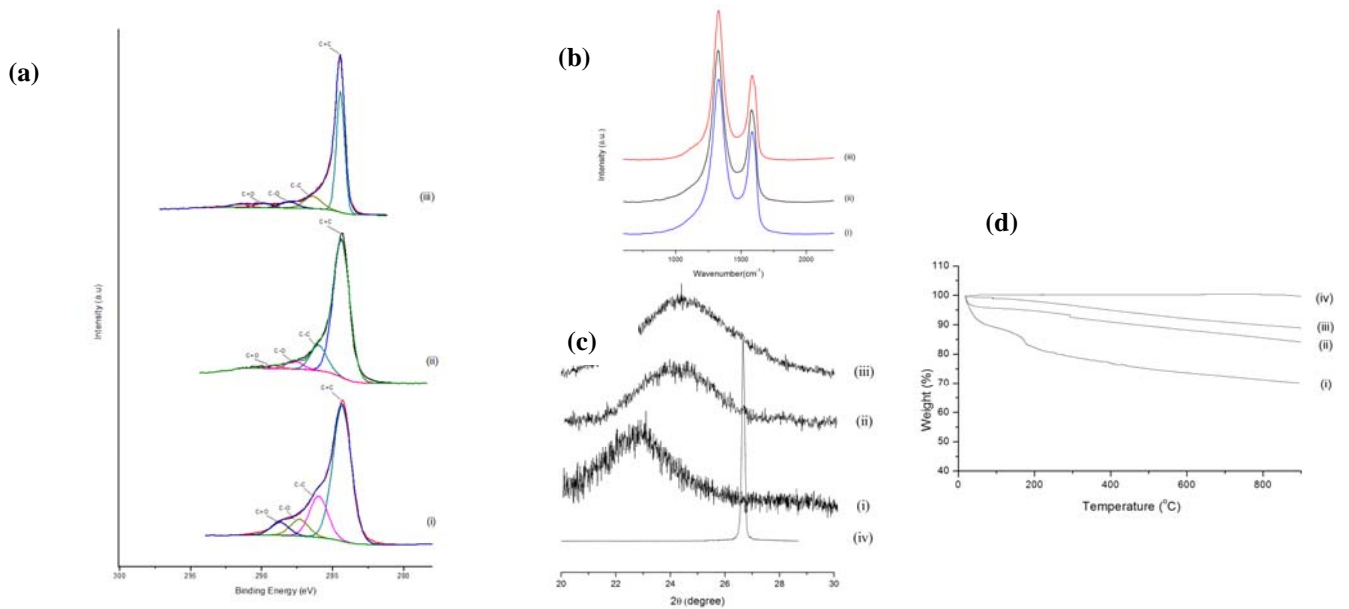 (a)
C=C
C=O
C-O
C-C
(iii)
C=C
C=O
C-O
C-C
(ii)
C=C
C=O
C-O
C-C
(i)
Intensity (a.u)
300 295 290 285 280
Binding Energy (eV)
(b)
(iii)
(ii)
(i)
Intensity (a.u.)
1000 1500 2000
Wavenumber(cm-1)
(c)
(iii)
(ii)
(i)
(iv)
20 22 24 26 28 30
2θ (degree)
(d)
110
100
90
80
70
60
50
40
Weight (%)
(iv)
(iii)
(ii)
(i)
0 200 400 600 800
Temperature (°C)